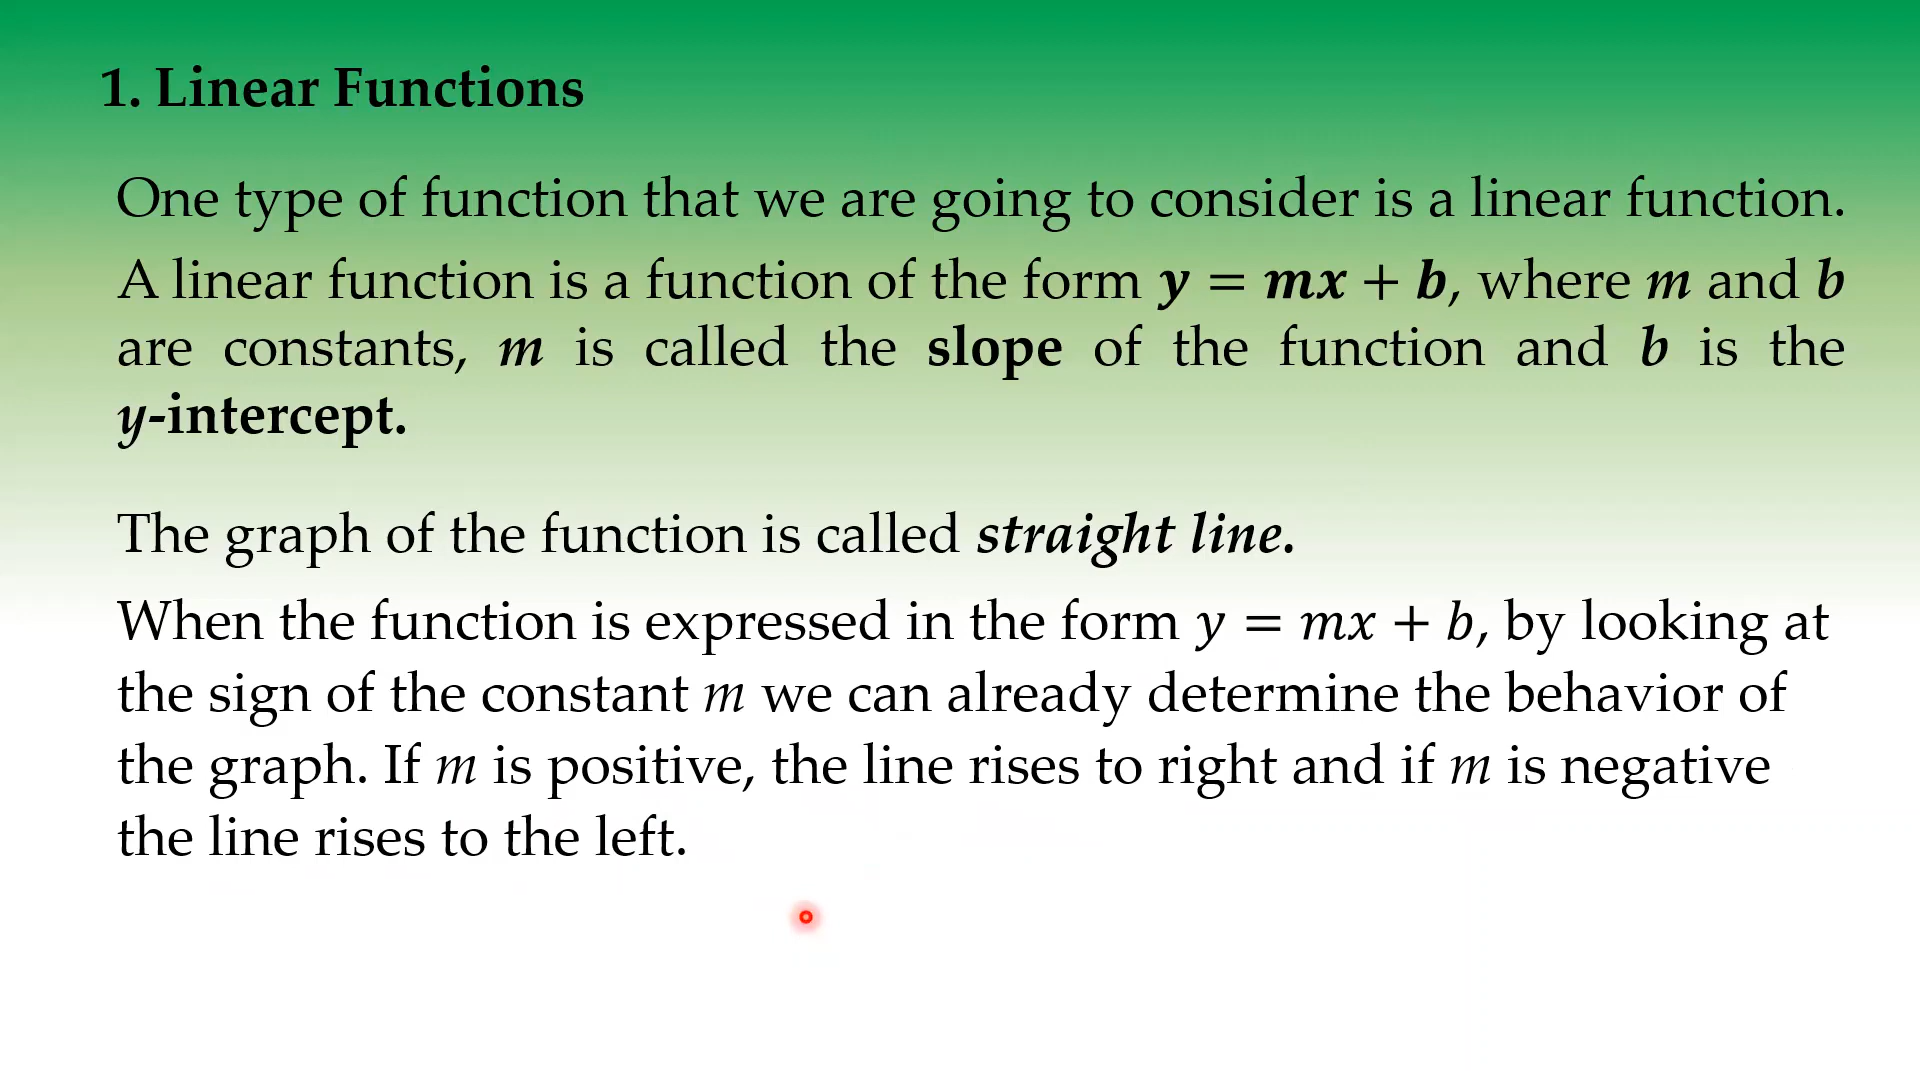 1. Linear Functions
One type of function that we are going to consider is a linear function.
A linear function is a function of the form y = mx + b, where m and b
are constants, m is called the slope of the function and b is the
y-intercept.
The graph of the function is called straight line.
When the function is expressed in the form y = mx + b, by looking at
the sign of the constant m we can already determine the behavior of
the graph. If m is positive, the line rises to right and if m is negative
the line rises to the left.